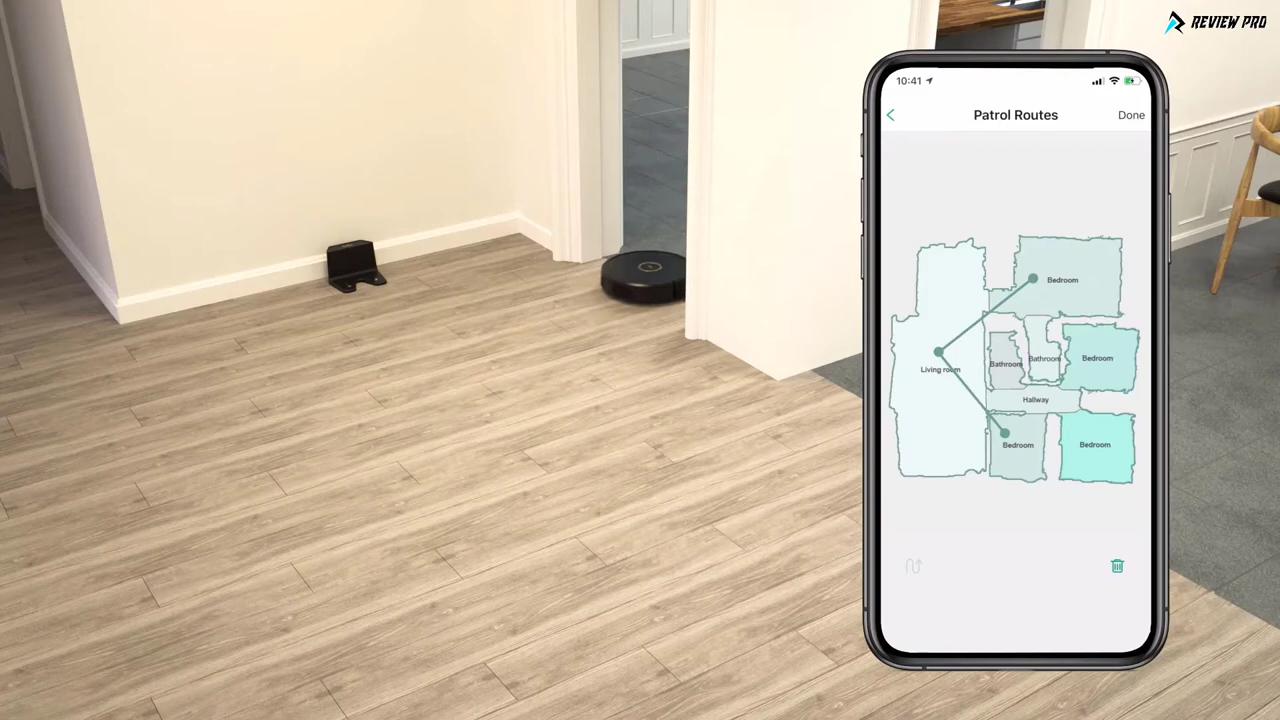 REVIEW PRO
10:41
Patrol Routes
Done
Bedroom
Bathroom
Bedroom
Bathroom
Living room
Hallway
Bedroom
Bedroom